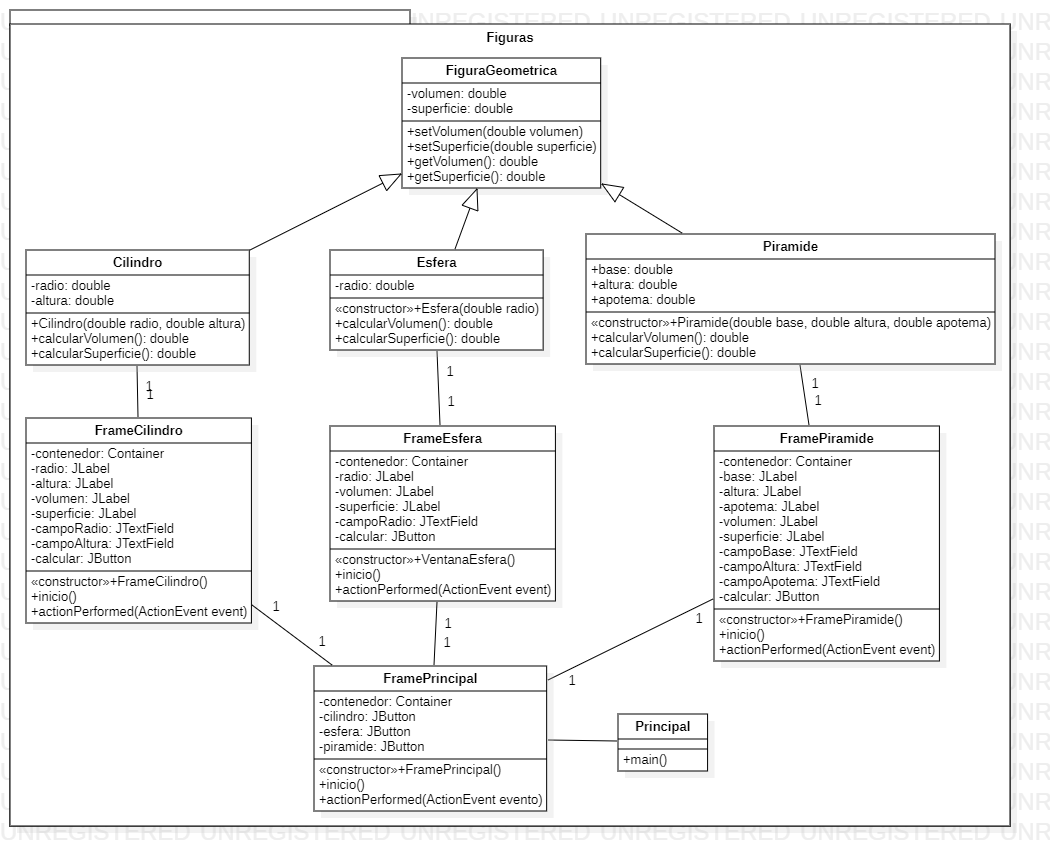 UNREGISTERED UNREGISTERED UNREGISTERED
Figuras
FiguraGeometrica
-volumen: double
-superficie: double
+setVolumen(double volumen)
+setSuperficie(double superficie)
+getVolumen(): double
+getSuperficie(): double
Cilindro
-radio: double
-altura: double
+Cilindro(double radio, double altura)
+calcularVolumen(): double
+calcularSuperficie(): double
Esfera
-radio: double
«constructor»+Esfera(double radio)
+calcularVolumen(): double
+calcularSuperficie(): double
Piramide
+base: double
+altura: double
+apotema: double
«constructor»+Piramide(double base, double altura, double apotema)
+calcularVolumen(): double
+calcularSuperficie(): double
1
1
1
1
1
1
FrameCilindro
-contenedor: Container
-radio: JLabel
-altura: JLabel
-volumen: JLabel
-superficie: JLabel
-campoRadio: JTextField
-campoAltura: JTextField
-calcular: JButton
«constructor»+FrameCilindro()
+inicio()
+actionPerformed(ActionEvent event)
FrameEsfera
-contenedor: Container
-radio: JLabel
-volumen: JLabel
-superficie: JLabel
-campoRadio: JTextField
-calcular: JButton
«constructor»+VentanaEsfera()
+inicio()
+actionPerformed(ActionEvent event)
FramePiramide
-contenedor: Container
-base: JLabel
-altura: JLabel
-apotema: JLabel
-volumen: JLabel
-superficie: JLabel
-campoBase: JTextField
-campoAltura: JTextField
-campoApotema: JTextField
-calcular: JButton
«constructor»+FramePiramide()
+inicio()
+actionPerformed(ActionEvent event)
1
1
1
1
1
1
FramePrincipal
-contenedor: Container
-cilindro: JButton
-esfera: JButton
-piramide: JButton
«constructor»+FramePrincipal()
+inicio()
+actionPerformed(ActionEvent evento)
Principal
+main()
UNREGISTERED UNREGISTERED UNREGISTERED UNREGISTERED UNREGISTERED